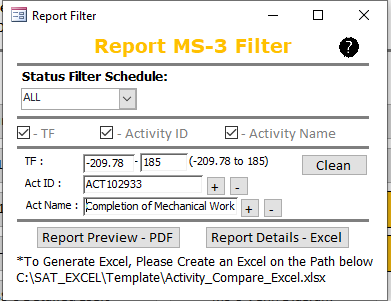 Report Filter
Report MS-3 Filter
?
Status Filter Schedule:
ALL
- TF - Activity ID - Activity Name
TF : -209.78 - 185 (-209.78 to 185) Clean
Act ID : ACT102933 + -
Act Name : Completion of Mechanical Work + -
Report Preview - PDF Report Details - Excel
*To Generate Excel, Please Create an Excel on the Path below
C:\SAT_EXCEL\Template\Activity_Compare_Excel.xlsx